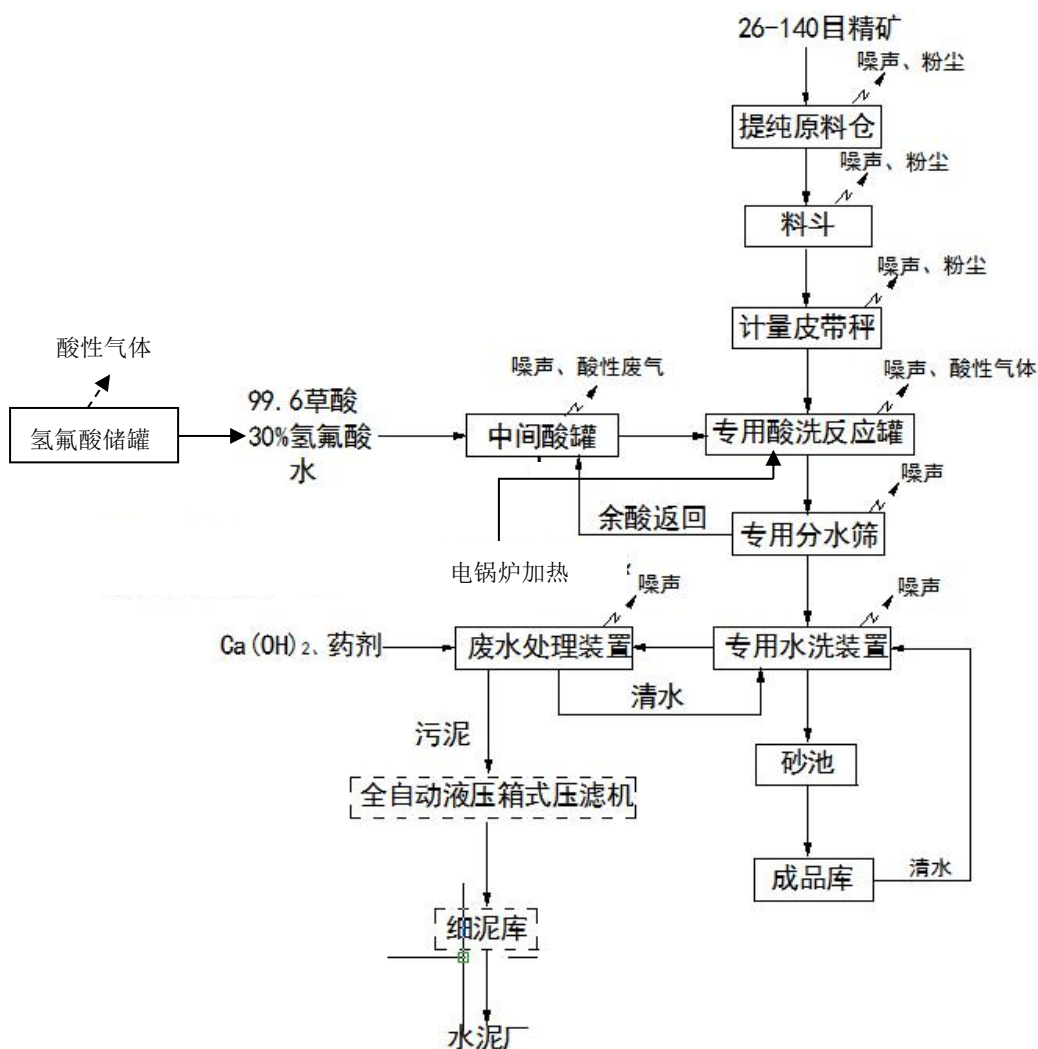 26-140目精矿
噪声、粉尘
提纯原料仓
噪声、粉尘
料斗
噪声、粉尘
计量皮带秤
酸性气体
噪声、酸性废气
噪声、酸性气体
氢氟酸储罐
99.6草酸
30%氢氟酸
水
中间酸罐
专用酸洗反应罐
噪声
余酸返回
专用分水筛
电锅炉加热
噪声
噪声
Ca(OH)₂、药剂
废水处理装置
专用水洗装置
清水
污泥
砂池
全自动液压箱式压滤机
成品库
清水
细泥库
水泥厂